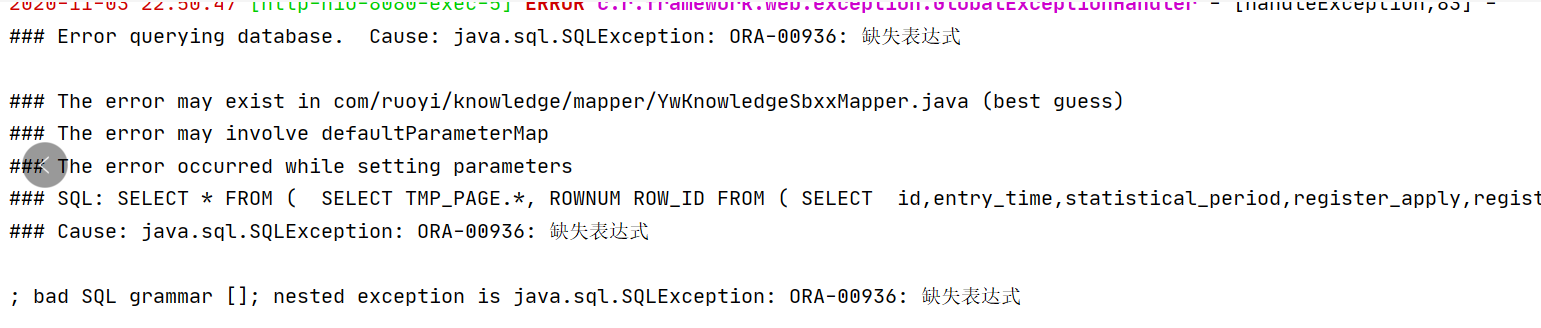 2020-11-03 22:50:47 [http-nio-8080-exec-5] ERROR c.r.framework.web.exception.GlobalExceptionHandler - [handleException,83] -
### Error querying database.  Cause: java.sql.SQLException: ORA-00936: 缺失表达式
### The error may exist in com/ruoyi/knowledge/mapper/YwKnowledgeSbxxMapper.java (best guess)
### The error may involve defaultParameterMap
### The error occurred while setting parameters
### SQL: SELECT * FROM (  SELECT TMP_PAGE.*, ROWNUM ROW_ID FROM ( SELECT  id,entry_time,statistical_period,register_apply,regist
### Cause: java.sql.SQLException: ORA-00936: 缺失表达式
; bad SQL grammar []; nested exception is java.sql.SQLException: ORA-00936: 缺失表达式